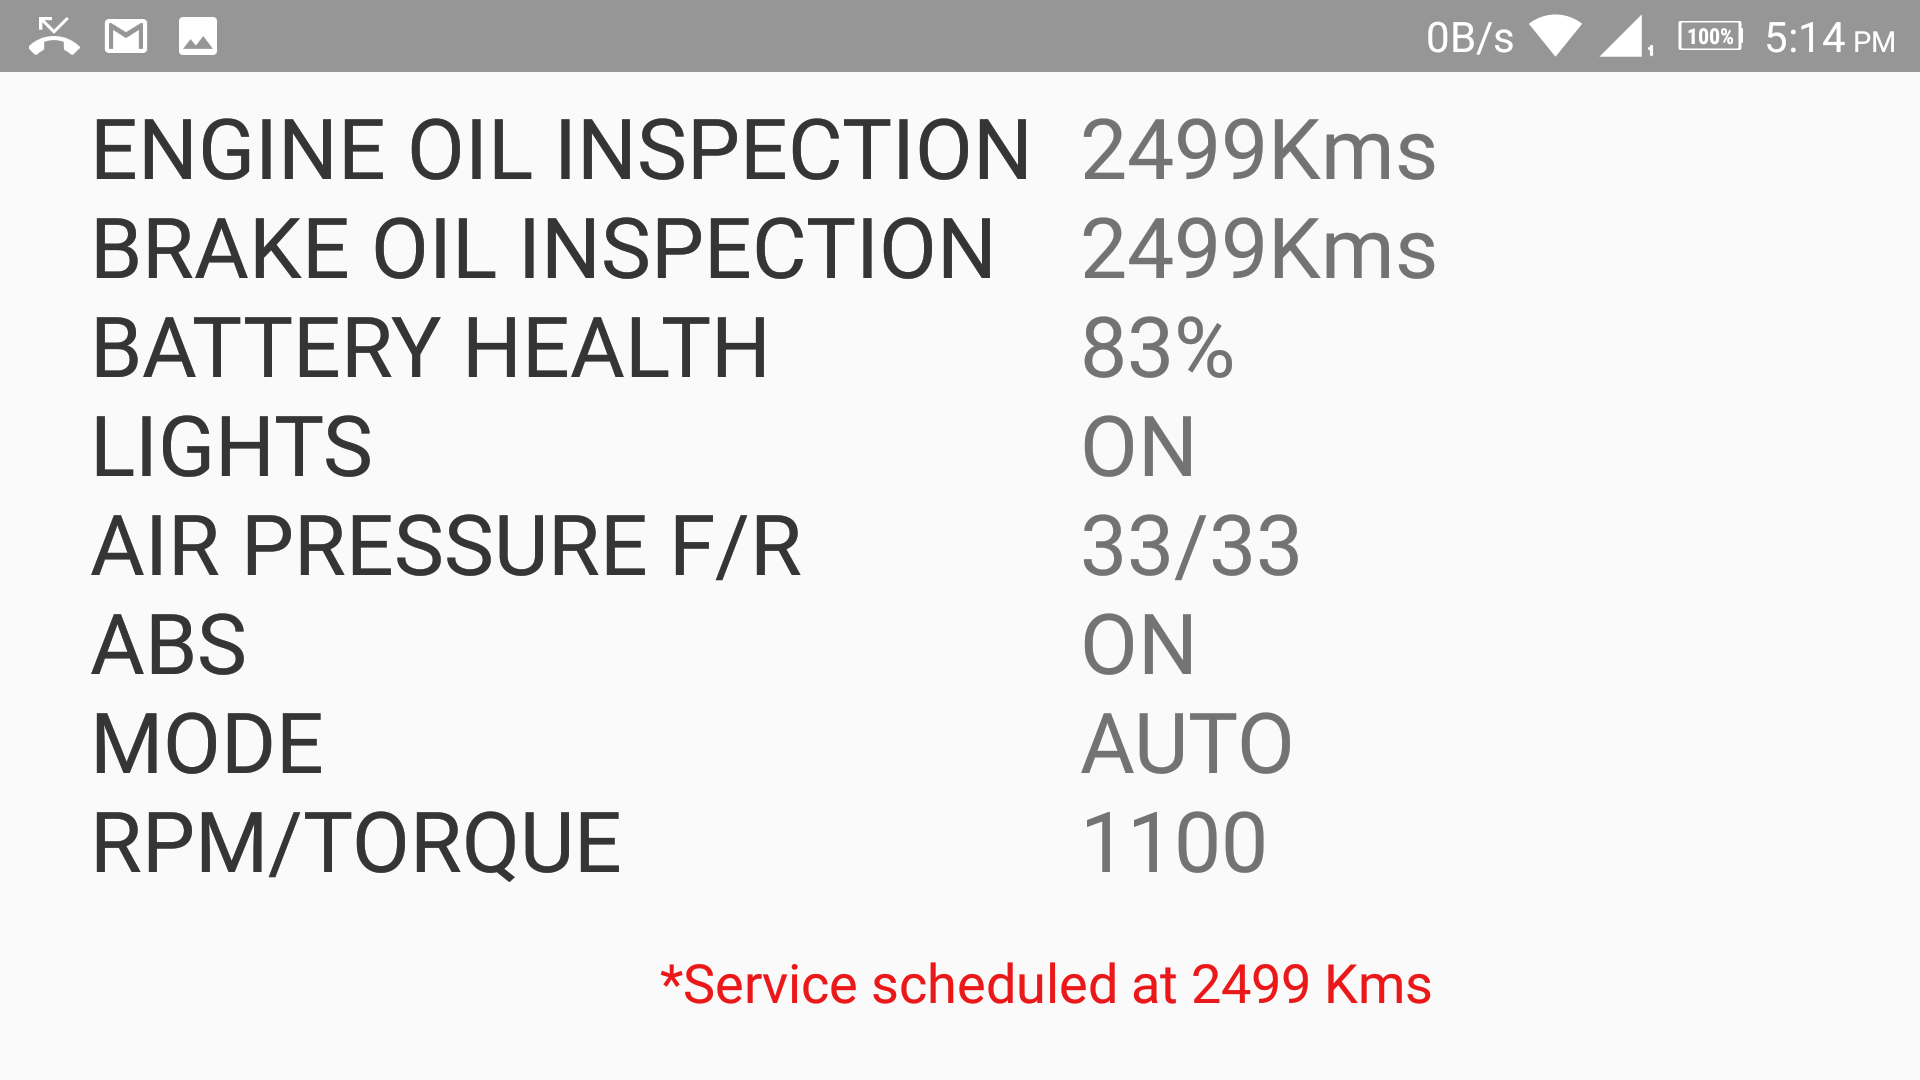 0B/s 1 100% 5:14 PM
ENGINE OIL INSPECTION 2499Kms
BRAKE OIL INSPECTION 2499Kms
BATTERY HEALTH 83%
LIGHTS ON
AIR PRESSURE F/R 33/33
ABS ON
MODE AUTO
RPM/TORQUE 1100
*Service scheduled at 2499 Kms